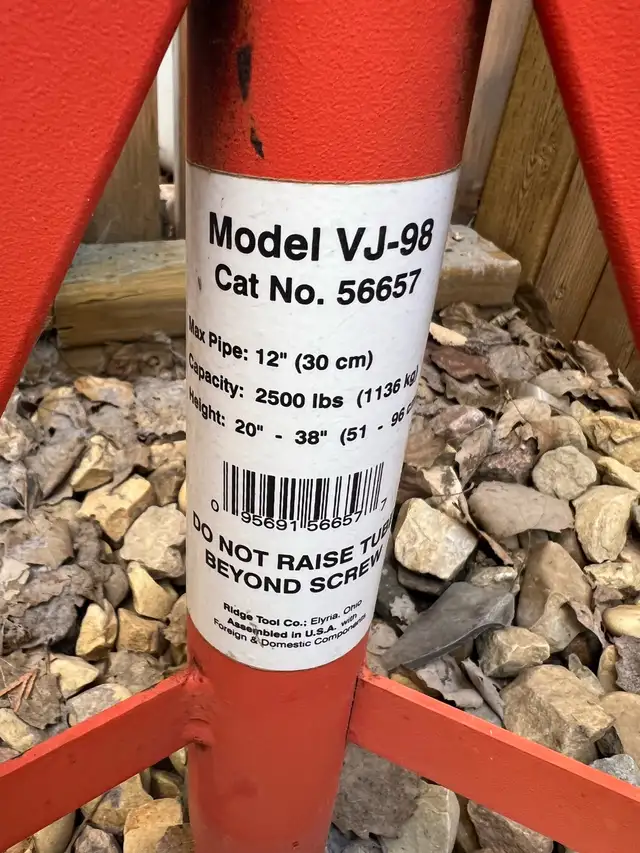 Model VJ-98
Cat No. 56657
Max Pipe: 12" (30 cm)
Capacity: 2500 lbs (1136 kg)
Height: 20" - 38" (51 - 96 c
0 95691 56657 7
DO NOT RAISE TUBE
BEYOND SCREW
Ridge Tool Co.; Elyria, Ohio
Assembled in U.S.A. with
Foreign & Domestic Components